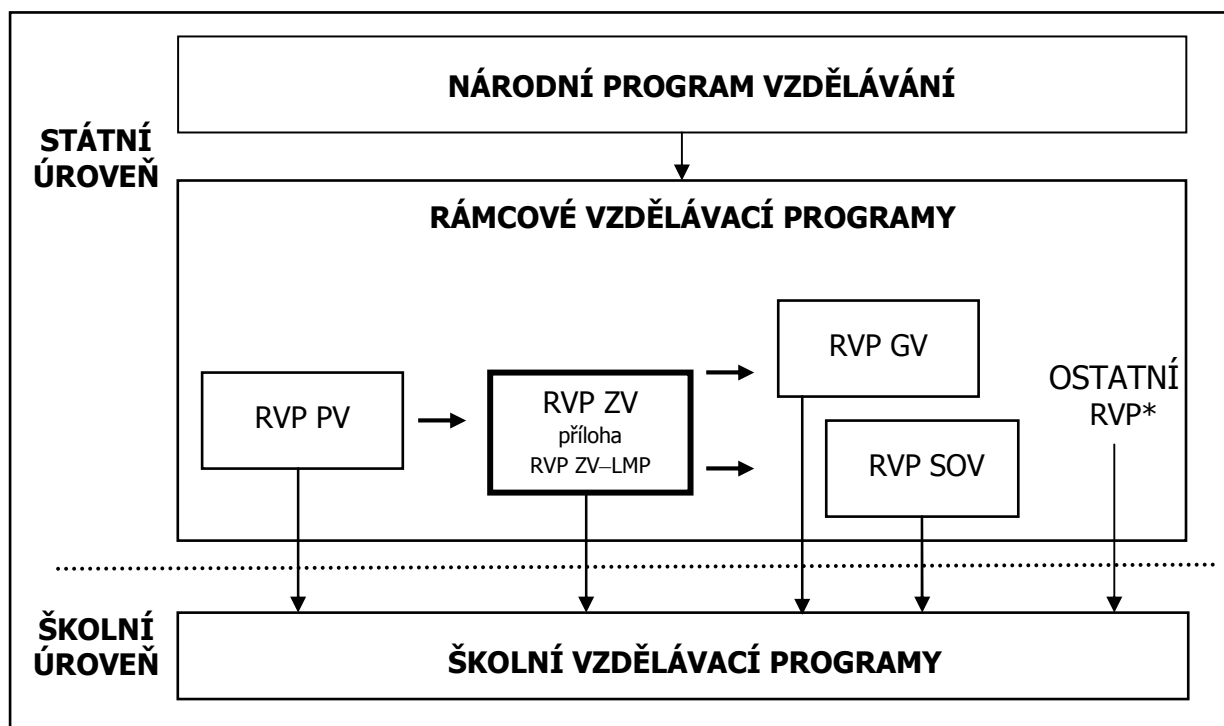 NÁRODNÍ PROGRAM VZDĚLÁVÁNÍ
STÁTNÍ
ÚROVEŇ
RÁMCOVÉ VZDĚLÁVACÍ PROGRAMY
RVP PV
RVP ZV
příloha
RVP ZV–LMP
RVP GV
RVP SOV
OSTATNÍ
RVP*
ŠKOLNÍ
ÚROVEŇ
ŠKOLNÍ VZDĚLÁVACÍ PROGRAMY